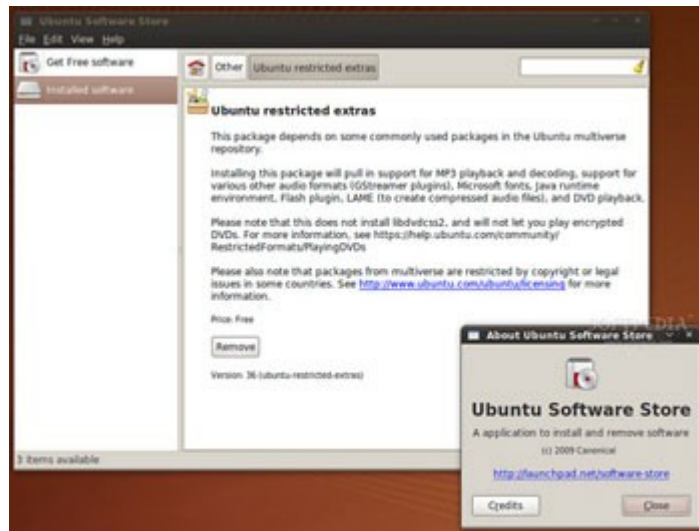 Ubuntu Software Store
File Edit View Help
Get Free software
Installed software
Other
Ubuntu restricted extras
Ubuntu restricted extras
This package depends on some commonly used packages in the Ubuntu multiverse
repository.
Installing this package will pull in support for MP3 playback and decoding, support for
various other audio formats (GStreamer plugins), Microsoft fonts, Java runtime
environment, Flash plugin, LAME (to create compressed audio files), and DVD playback.
Please note that this does not install libdvdcss2, and will not let you play encrypted
DVDs. For more information, see https://help.ubuntu.com/community/
RestrictedFormats/PlayingDVDs
Please also note that packages from multiverse are restricted by copyright or legal
issues in some countries. See http://www.ubuntu.com/ubuntu/licensing for more
information.
Price: Free
Remove
Version: 36 (ubuntu-restricted-extras)
3 items available
SOFTPEDIA
About Ubuntu Software Store
Ubuntu Software Store
A application to install and remove software
(c) 2009 Canonical
http://launchpad.net/software-store
Credits
Close